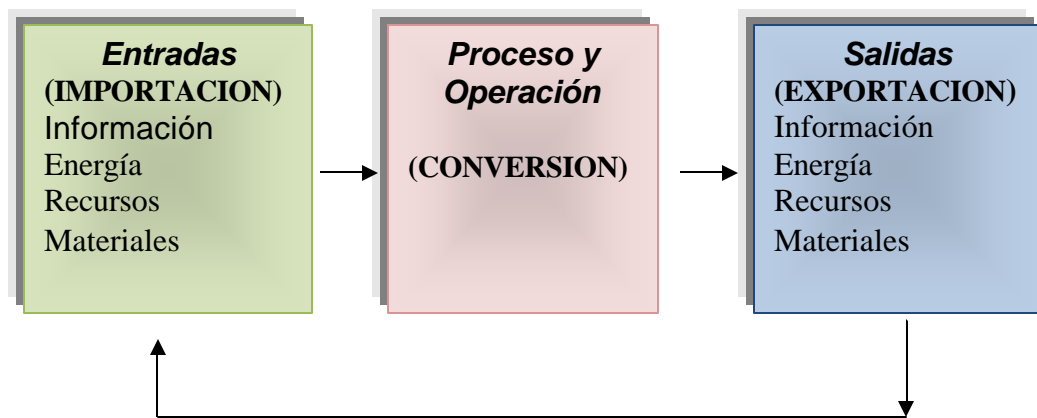 Entradas
(IMPORTACION)
Información
Energía
Recursos
Materiales
Proceso y
Operación
(CONVERSION)
Salidas
(EXPORTACION)
Información
Energía
Recursos
Materiales